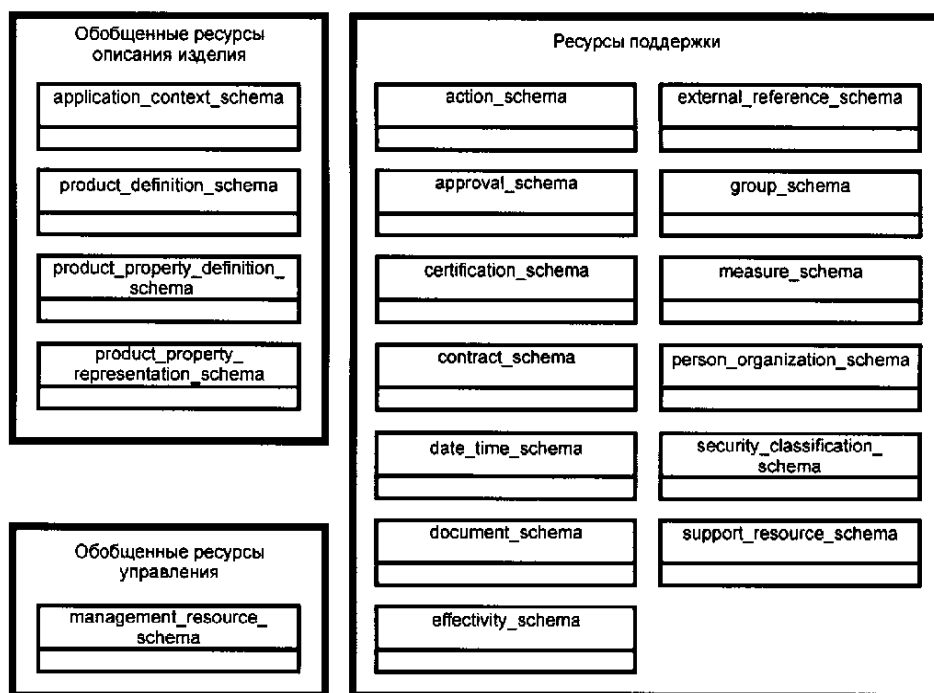 Обобщенные ресурсы
описания изделия
application_context_schema
product_definition_schema
product_property_definition_
schema
product_property_
representation_schema
Обобщенные ресурсы
управления
management_resource_
schema
Ресурсы поддержки
action_schema
external_reference_schema
approval_schema
group_schema
certification_schema
measure_schema
contract_schema
person_organization_schema
date_time_schema
security_classification_
schema
document_schema
support_resource_schema
effectivity_schema